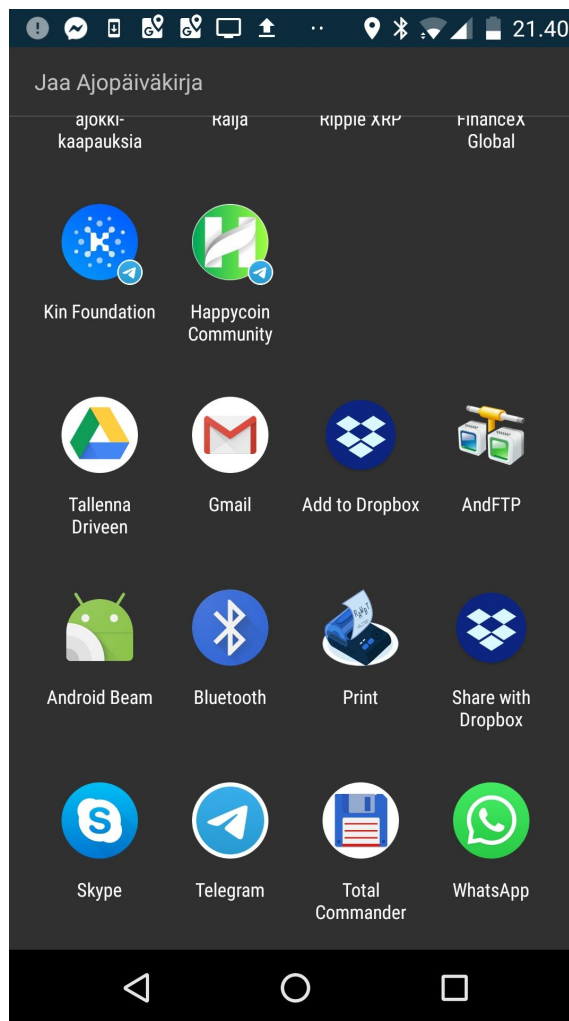 21.40
Jaa Ajopäiväkirja
ajokki-
kaapauksia
Raija
Ripple XRP
FinanceX
Global
Kin Foundation
Happycoin
Community
Tallenna
Driveen
Gmail
Add to Dropbox
AndFTP
Android Beam
Bluetooth
Print
Share with
Dropbox
Skype
Telegram
Total
Commander
WhatsApp